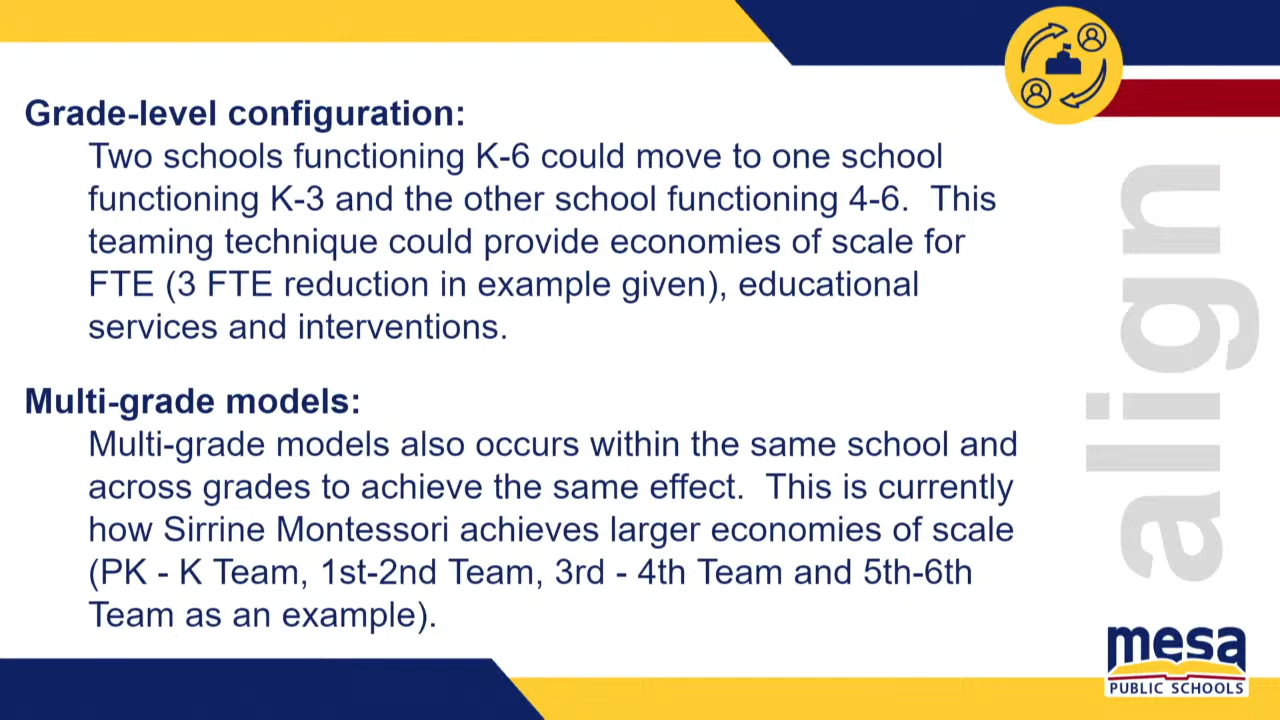 Grade-level configuration:
Two schools functioning K-6 could move to one school
functioning K-3 and the other school functioning 4-6.  This
teaming technique could provide economies of scale for
FTE (3 FTE reduction in example given), educational
services and interventions.
Multi-grade models:
Multi-grade models also occurs within the same school and
across grades to achieve the same effect.  This is currently
how Sirrine Montessori achieves larger economies of scale
(PK - K Team, 1st-2nd Team, 3rd - 4th Team and 5th-6th
Team as an example).
align
mesa
PUBLIC SCHOOLS